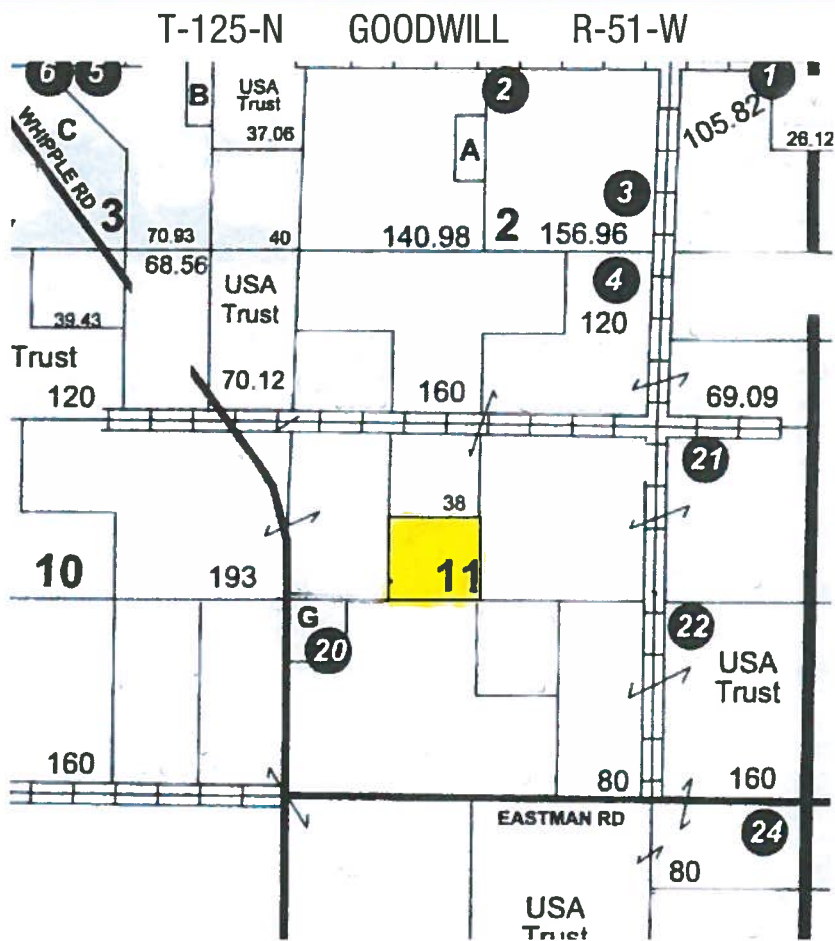 T-125-N GOODWILL R-51-W
6 5
B
USA
Trust
37.06
2
1
105.82
26.12
C
WHIPPLE RD
A
3
3
70.93
40
140.98
2
156.96
68.56
USA
Trust
4
120
39.43
Trust
120
70.12
160
69.09
21
38
10
193
11
G
20
22
USA
Trust
160
80
160
EASTMAN RD
24
80
USA
Trust